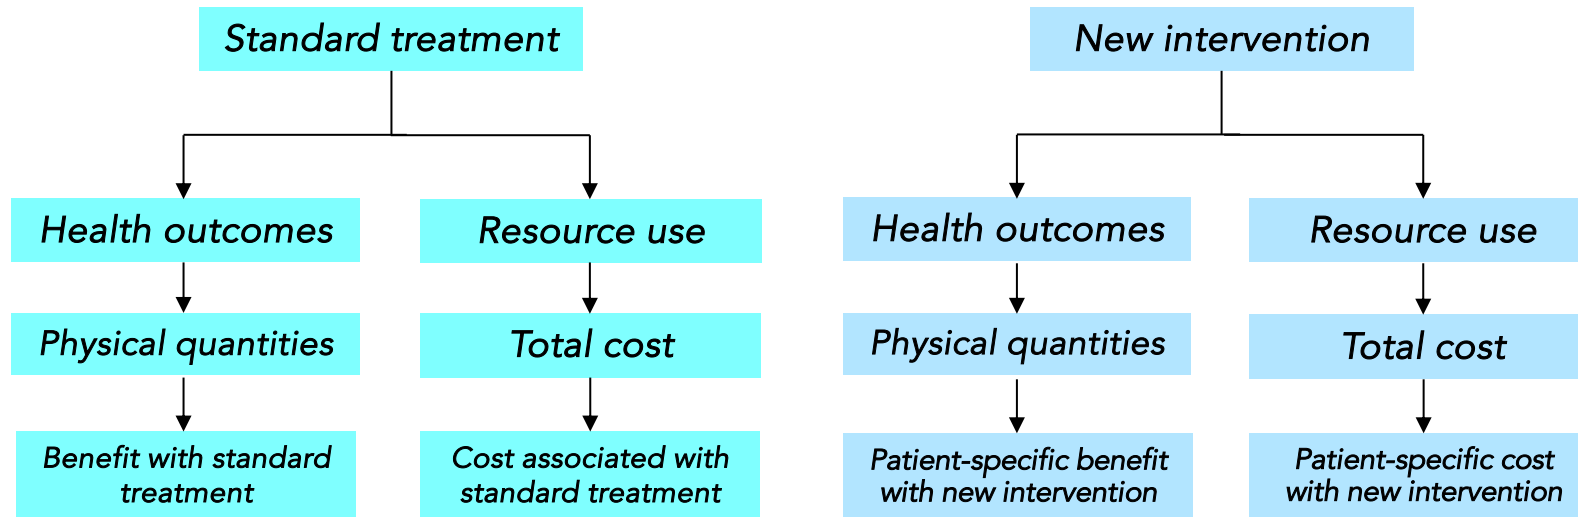 Standard treatment
New intervention
Health outcomes
Resource use
Health outcomes
Resource use
Physical quantities
Total cost
Physical quantities
Total cost
Benefit with standard
treatment
Cost associated with
standard treatment
Patient-specific benefit
with new intervention
Patient-specific cost
with new intervention